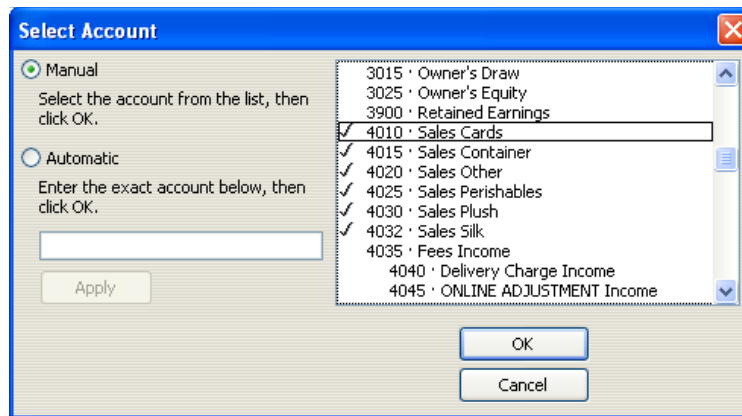 Select Account
Manual
Select the account from the list, then
click OK.
Automatic
Enter the exact account below, then
click OK.
Apply
3015 · Owner's Draw
3025 · Owner's Equity
3900 · Retained Earnings
4010 · Sales Cards
4015 · Sales Container
4020 · Sales Other
4025 · Sales Perishables
4030 · Sales Plush
4032 · Sales Silk
4035 · Fees Income
4040 · Delivery Charge Income
4045 · ONLINE ADJUSTMENT Income
OK
Cancel